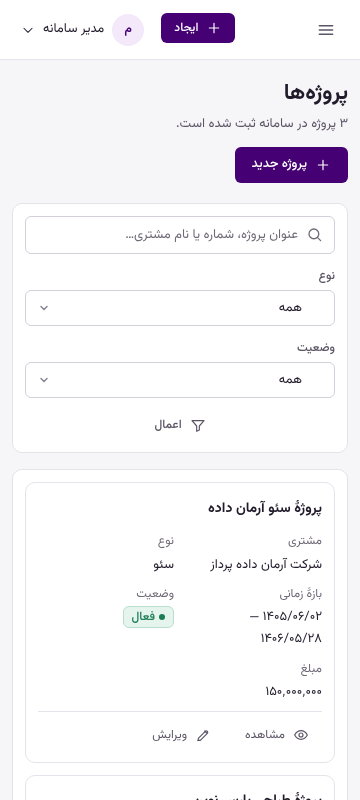 ایجاد
م
مدیر سامانه
پروژه‌ها
۳ پروژه در سامانه ثبت شده است.
پروژه جدید
عنوان پروژه، شماره یا نام مشتری...
نوع
همه
وضعیت
همه
اعمال
پروژهٔ سئو آرمان داده
مشتری
شرکت آرمان داده پرداز
نوع
سئو
بازهٔ زمانی
۱۴۰۵/۰۶/۰۲ —
۱۴۰۶/۰۵/۲۸
وضعیت
فعال
مبلغ
۱۵۰,۰۰۰,۰۰۰
مشاهده
ویرایش
پروژهٔ طراحی